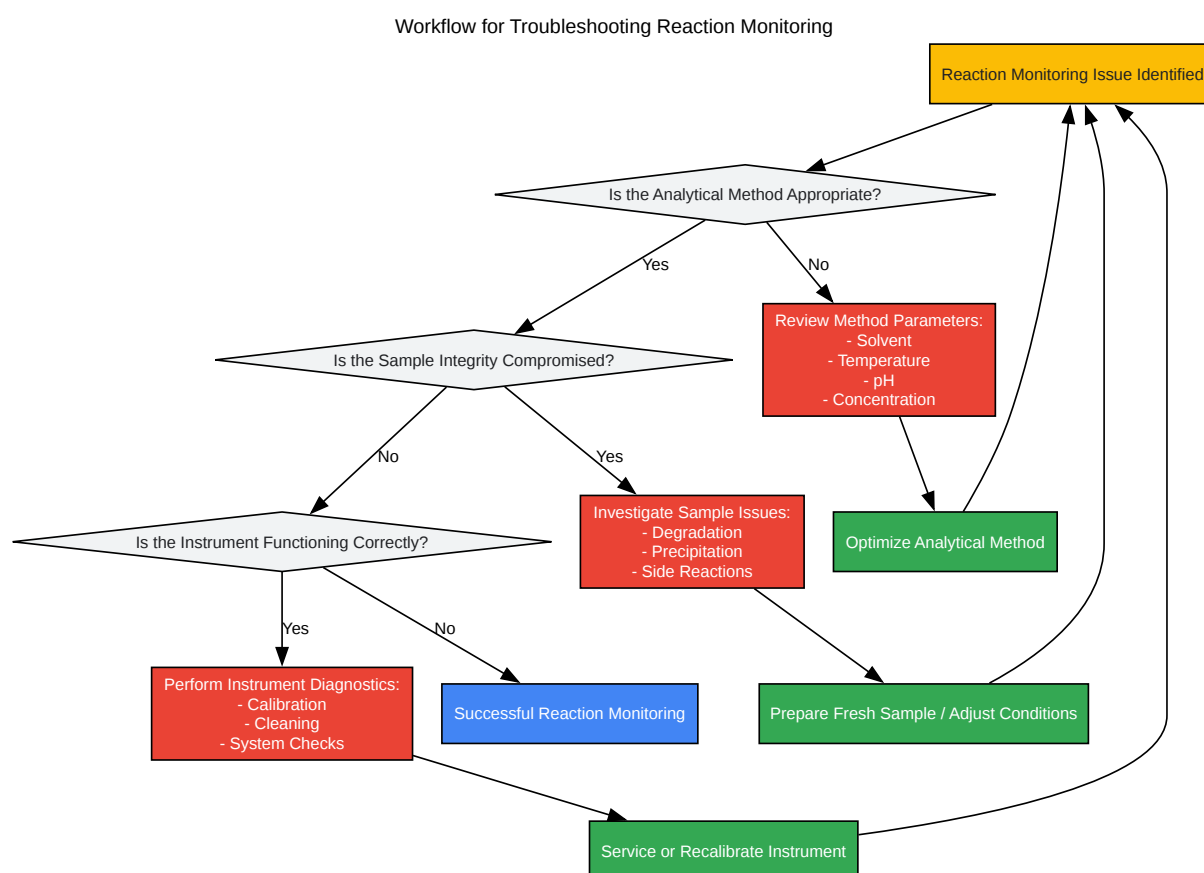 Workflow for Troubleshooting Reaction Monitoring
Reaction Monitoring Issue Identified
Is the Analytical Method Appropriate?
Yes
No
Review Method Parameters:
- Solvent
- Temperature
- pH
- Concentration
Is the Sample Integrity Compromised?
No
Yes
Investigate Sample Issues:
- Degradation
- Precipitation
- Side Reactions
Optimize Analytical Method
Is the Instrument Functioning Correctly?
Yes
No
Perform Instrument Diagnostics:
- Calibration
- Cleaning
- System Checks
Successful Reaction Monitoring
Prepare Fresh Sample / Adjust Conditions
Service or Recalibrate Instrument